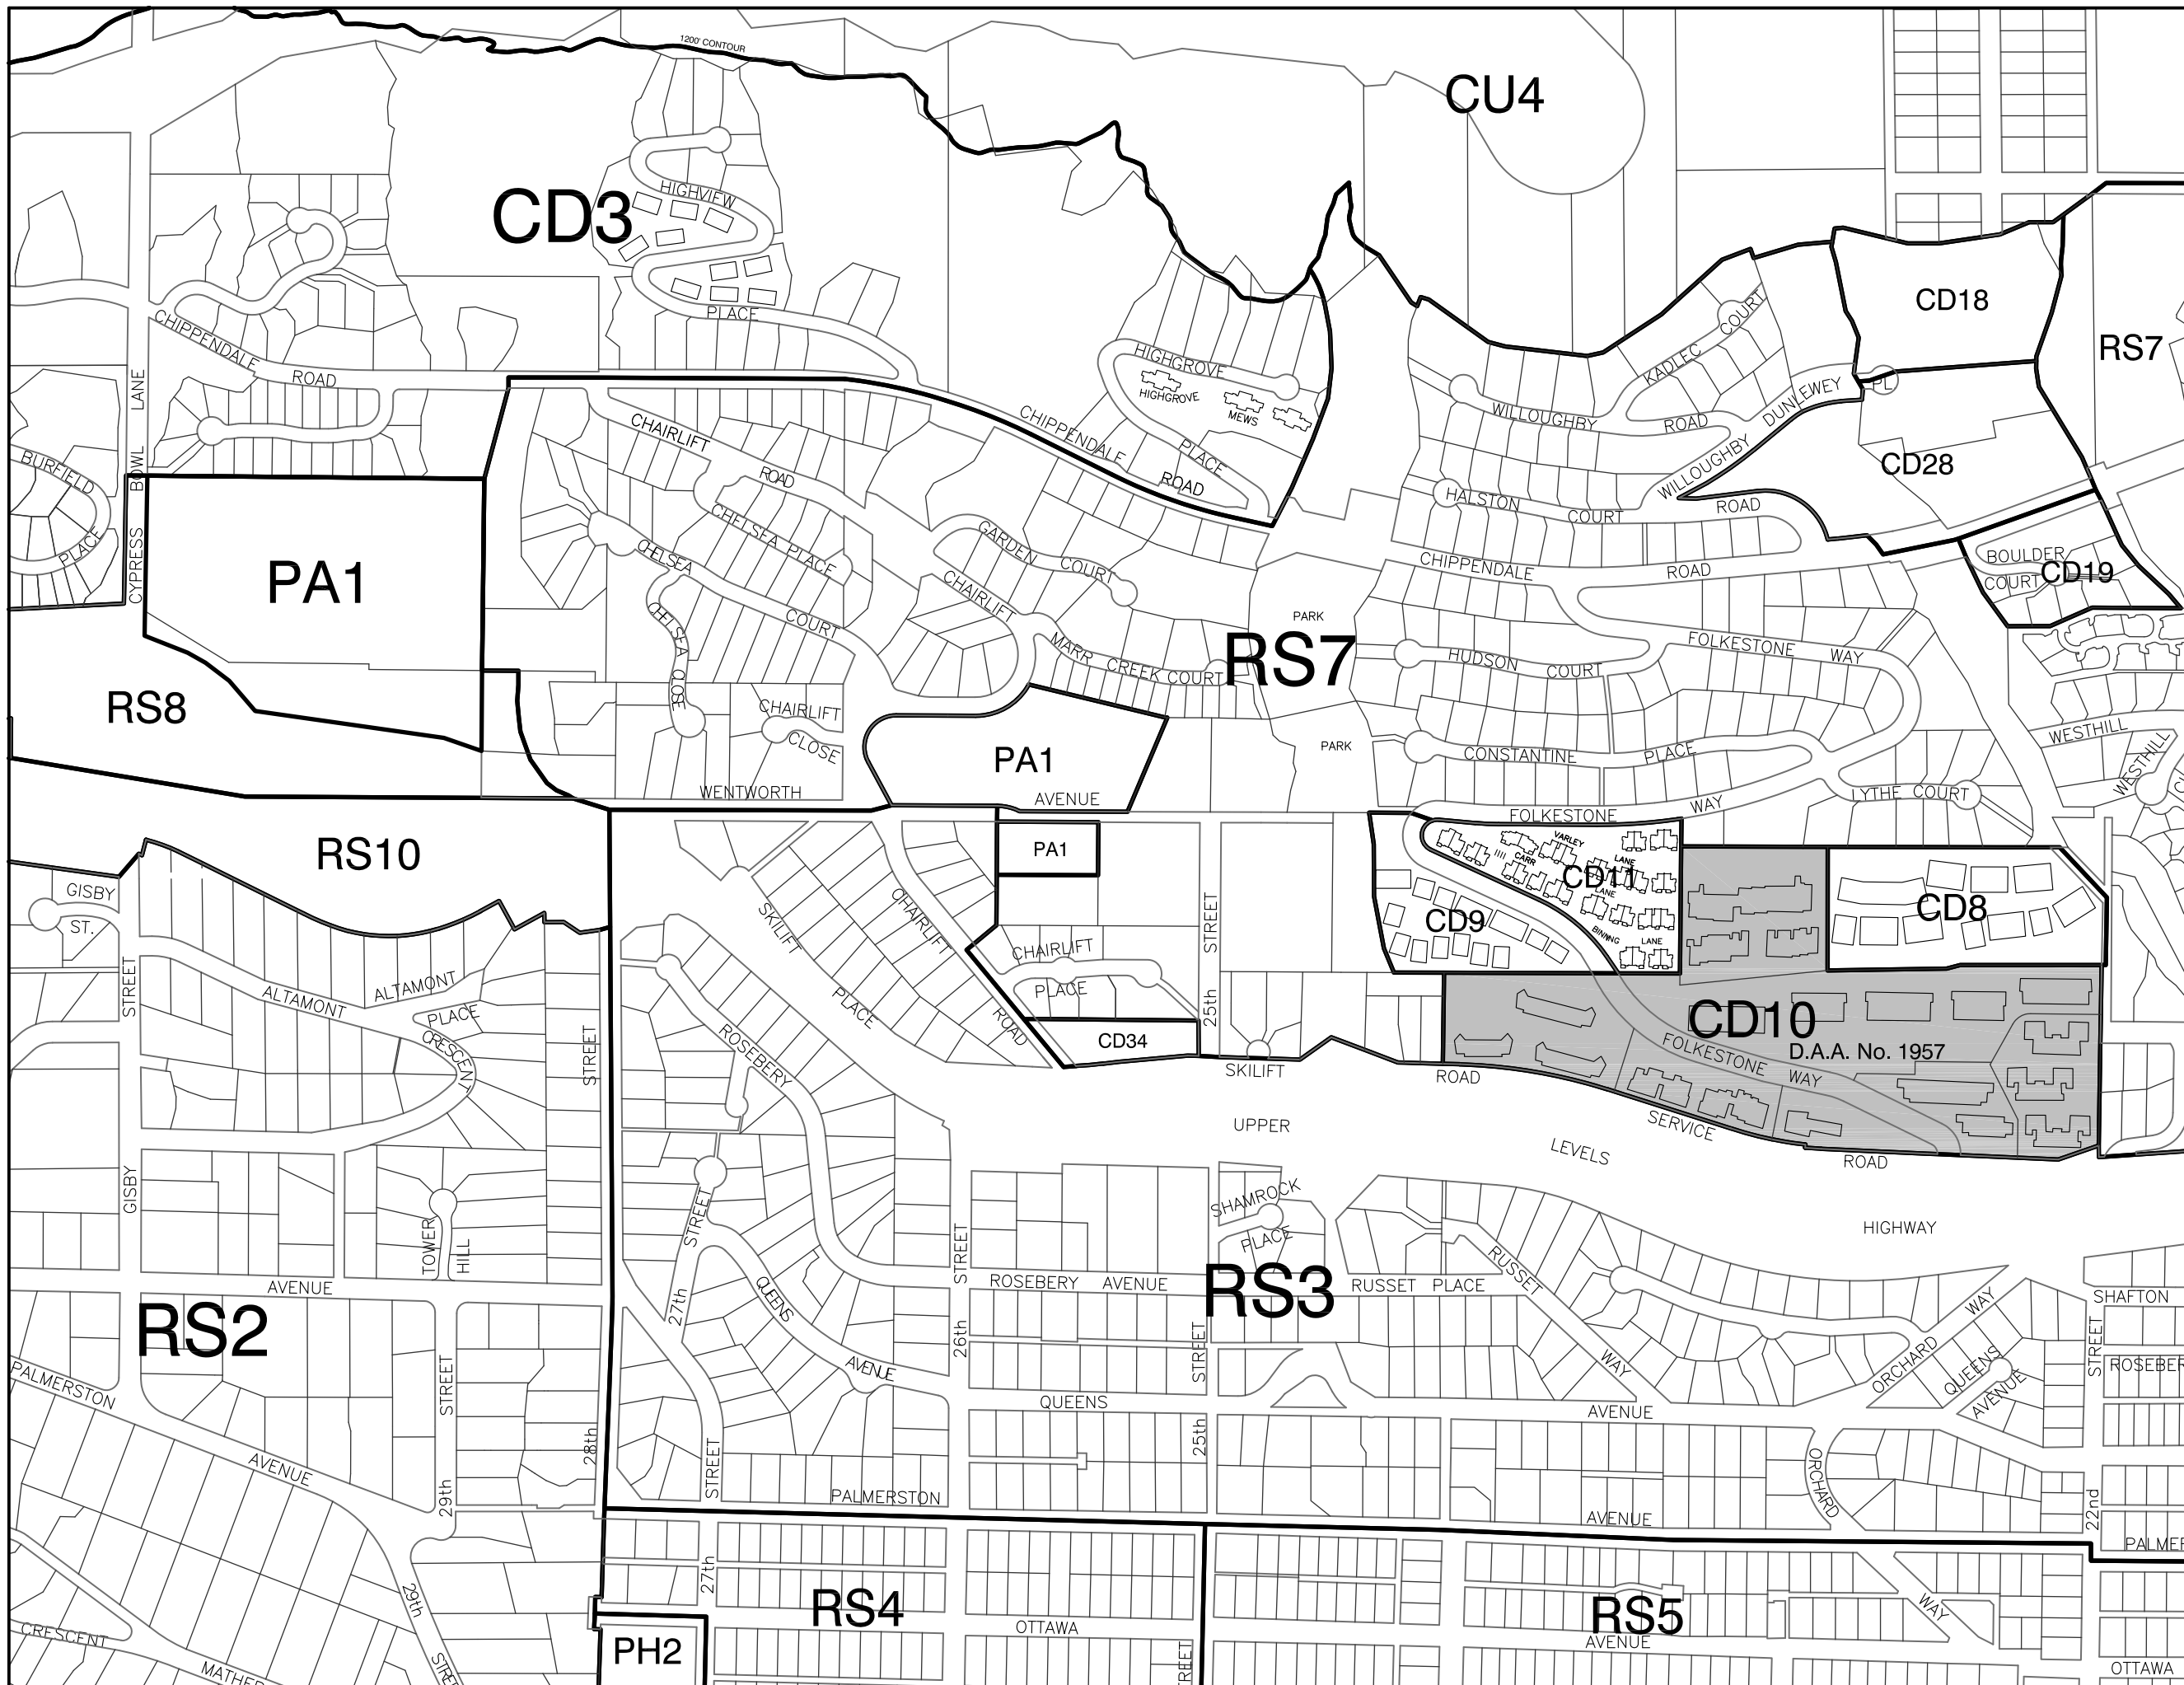 1200' CONTOUR
CU4
CD3
HIGHVIEW
PLACE
CD18
RS7
CHIPPENDALE
ROAD
HIGHGROVE
HIGHGROVE
MEWS
PLACE
KADLEC
COURT
WILLOUGHBY
ROAD
DUNLEWEY
PL
WILLOUGHBY
ROAD
CD28
CYPRESS BOWL LANE
BURFIELD
PLACE
CHAIRLIFT
ROAD
CHIPPENDALE
ROAD
HALSTON
COURT
CHELSEA PLACE
CHELSEA
COURT
CHELSEA CLOSE
GARDEN
COURT
CHAIRLIFT
MARR CREEK COURT
CHIPPENDALE
ROAD
BOULDER
COURT
CD19
PA1
PARK
RS7
HUDSON COURT
FOLKESTONE WAY
RS8
CHAIRLIFT
CLOSE
PA1
PARK
CONSTANTINE PLACE
WESTHILL
WESTHILL
WENTWORTH
AVENUE
LYTHE COURT
FOLKESTONE
WAY
RS10
PA1
VARLEY
LANE
CARR
LANE
CD11
BINNING
LANE
CD9
CD8
GISBY
ST.
SKILIFT
PLACE
CHAIRLIFT
ROAD
CHAIRLIFT
PLACE
25th STREET
CD34
CD10
D.A.A. No. 1957
FOLKESTONE
WAY
ALTAMONT
ALTAMONT
PLACE
CRESCENT
STREET
GISBY
STREET
28th
ROSEBERY
SKILIFT
ROAD
SERVICE
ROAD
UPPER
LEVELS
HIGHWAY
TOWER
HILL
27th
STREET
QUEENS
AVENUE
SHAMROCK
PLACE
26th STREET
ROSEBERY AVENUE
RS3
RUSSET PLACE
RUSSET
WAY
AVENUE
RS2
SHAFTON
ORCHARD
WAY
QUEENS
AVENUE
STREET
22nd
PALMERSTON
AVENUE
29th
STREET
QUEENS
AVENUE
25th
STREET
ORCHARD
STREET
PALMERSTON
AVENUE
27th
RS4
RS5
WAY
OTTAWA
AVENUE
OTTAWA
PH2
29th
CRESCENT